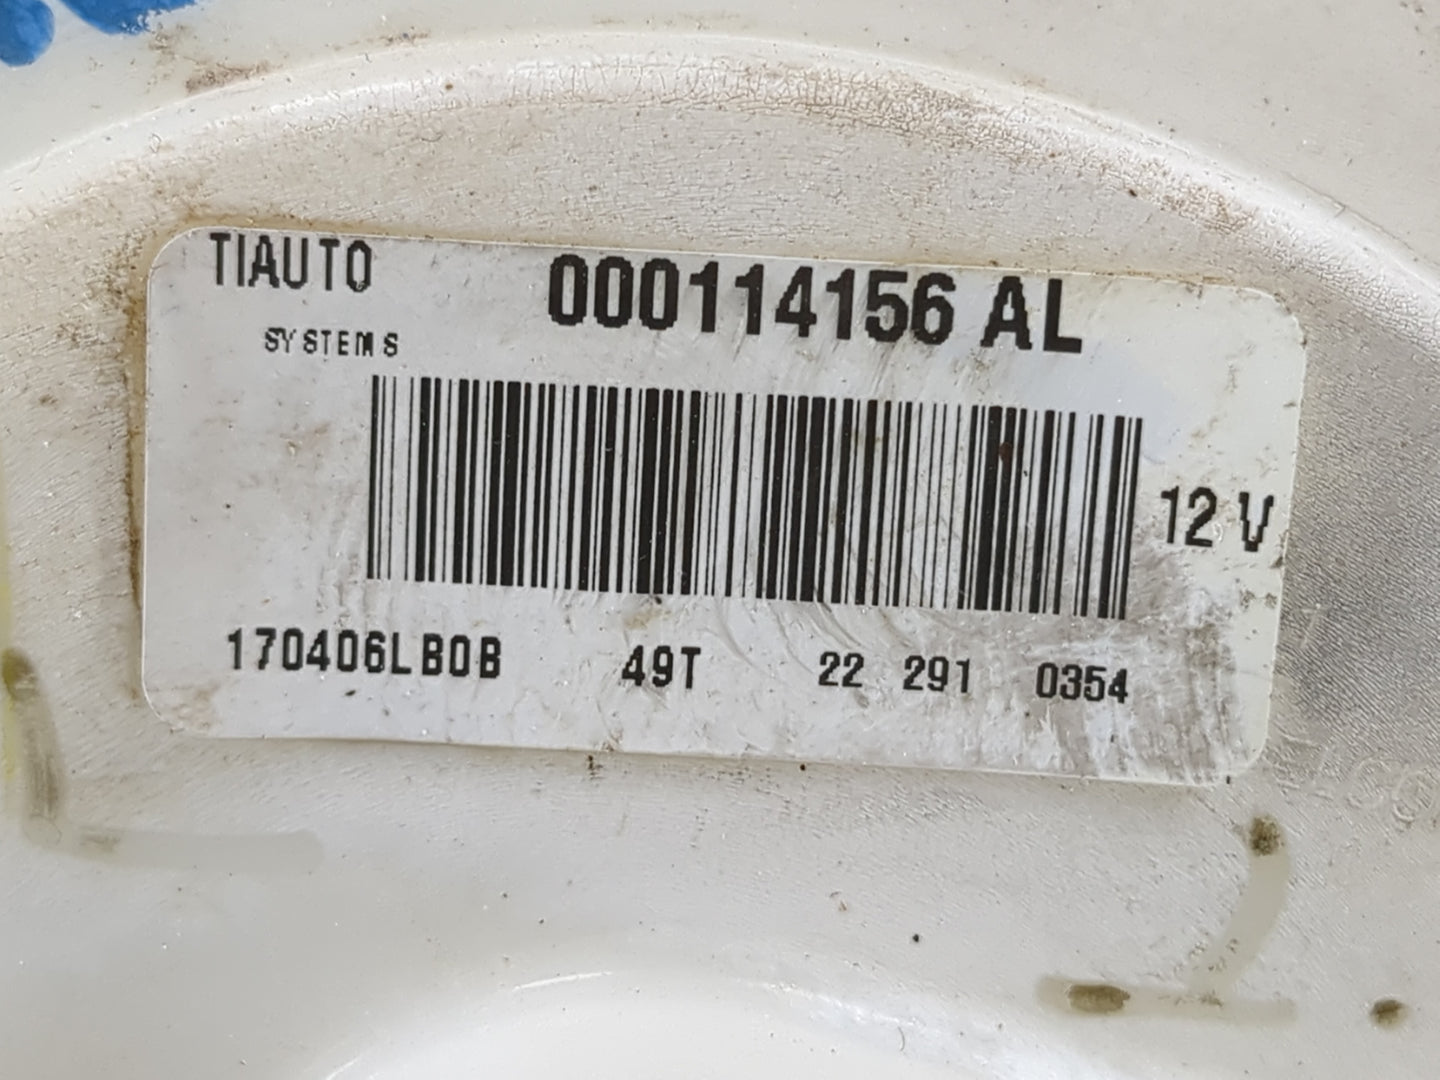 TIAUTO 000114156 AL
SYSTEMS
12 V
170406LB0B 49T 22 291 0354